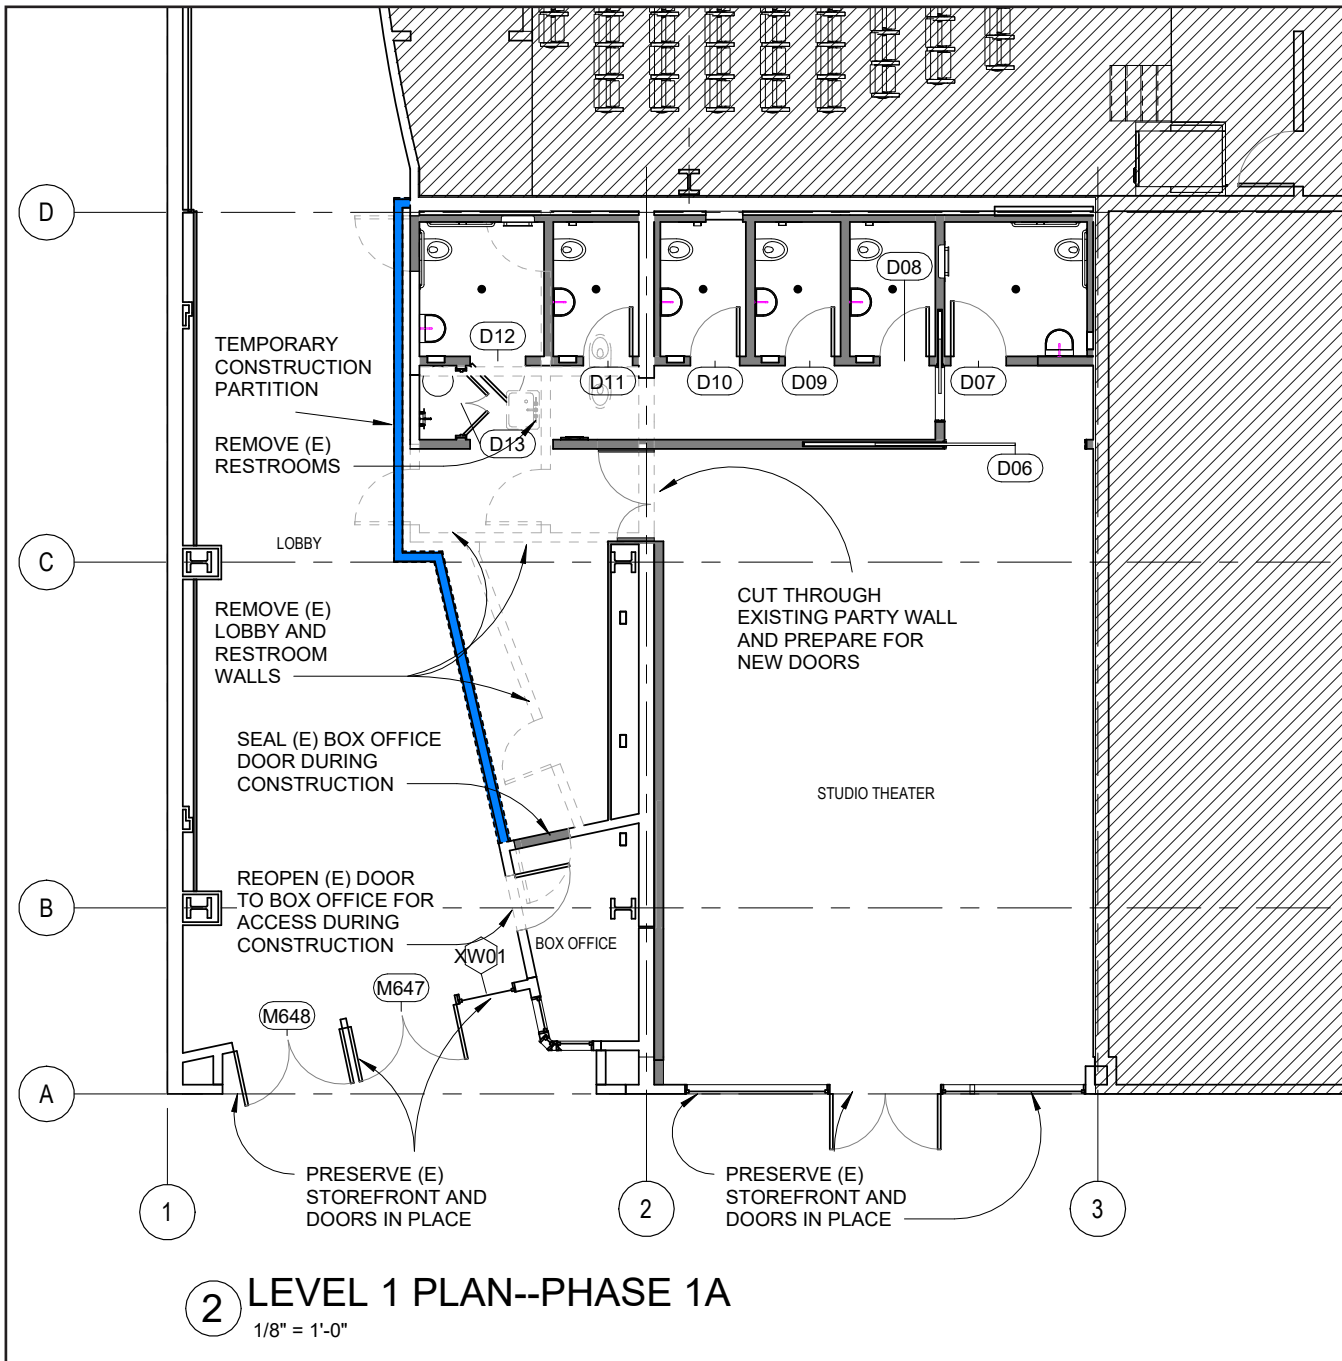 D
D08
D12
TEMPORARY
CONSTRUCTION
PARTITION
D11
D10
D09
D07
REMOVE (E)
RESTROOMS
D13
D06
LOBBY
C
REMOVE (E)
LOBBY AND
RESTROOM
WALLS
CUT THROUGH
EXISTING PARTY WALL
AND PREPARE FOR
NEW DOORS
SEAL (E) BOX OFFICE
DOOR DURING
CONSTRUCTION
STUDIO THEATER
REOPEN (E) DOOR
TO BOX OFFICE FOR
ACCESS DURING
CONSTRUCTION
B
BOX OFFICE
XW01
M647
M648
A
PRESERVE (E)
STOREFRONT AND
DOORS IN PLACE
PRESERVE (E)
STOREFRONT AND
DOORS IN PLACE
1
2
3
2
LEVEL 1 PLAN--PHASE 1A
1/8" = 1'-0"